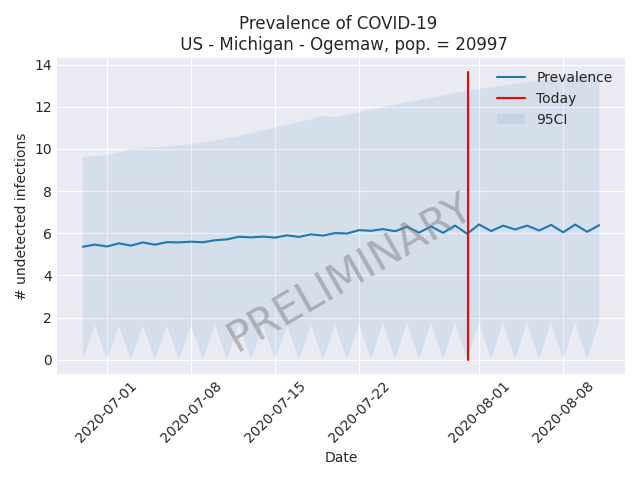 Prevalence of COVID-19
US - Michigan - Ogemaw, pop. = 20997
14
12
10
8
6
4
2
0
# undetected infections
Prevalence
Today
95CI
PRELIMINARY
2020-07-01
2020-07-08
2020-07-15
2020-07-22
2020-08-01
2020-08-08
Date